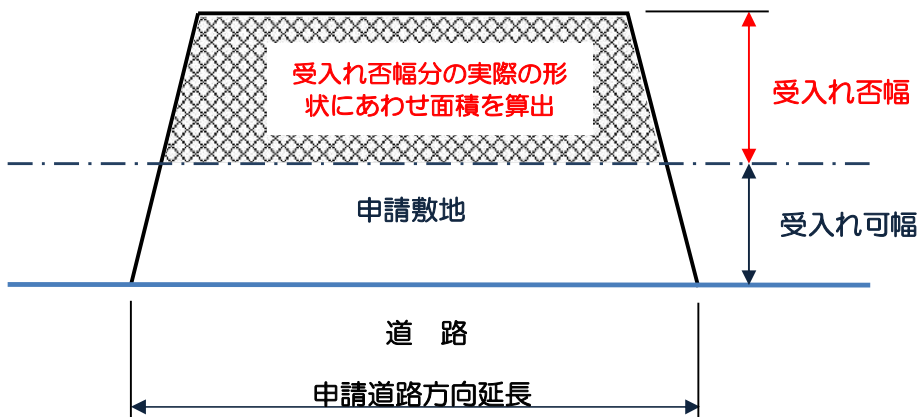 受入れ否幅分の実際の形
状にあわせ面積を算出
受入れ否幅
申請敷地
受入れ可幅
道　路
申請道路方向延長